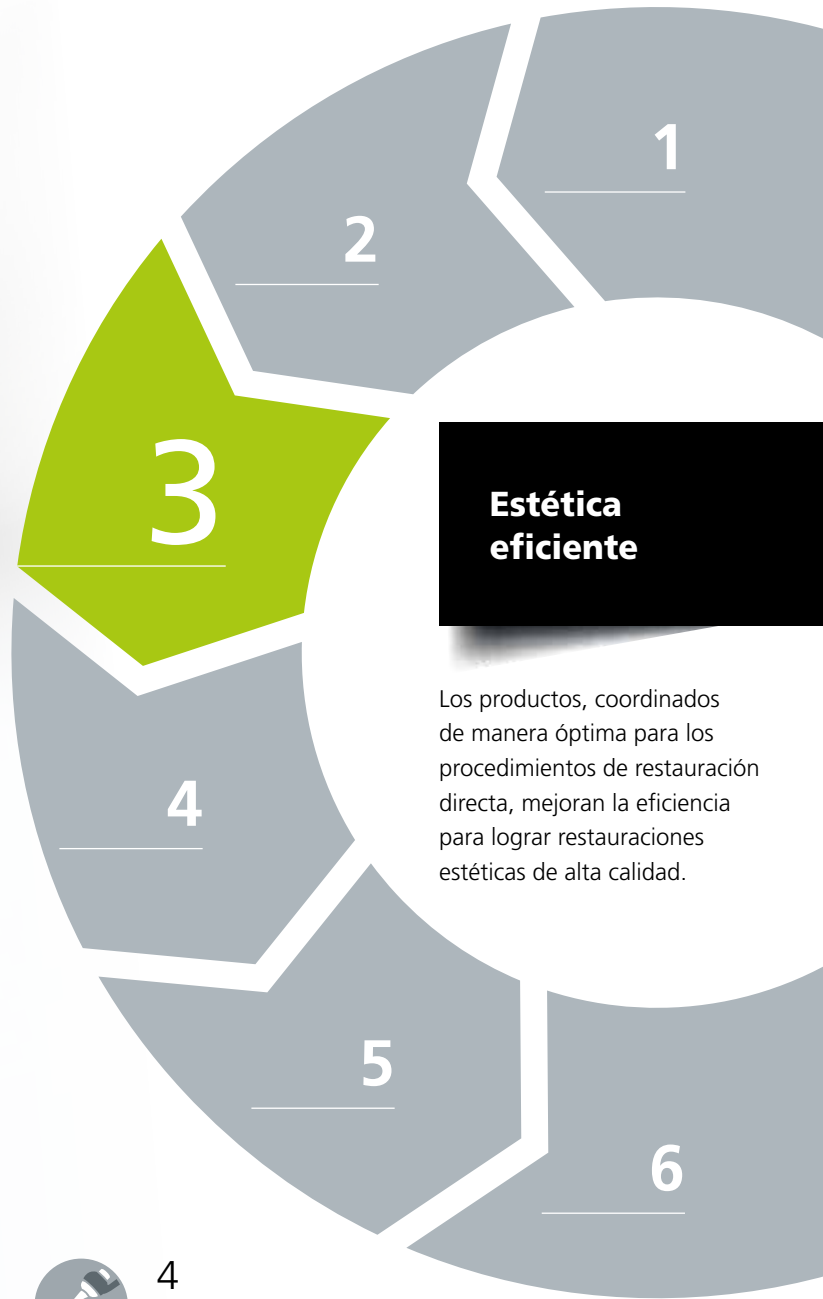 1
2
3
Estética
eficiente
Los productos, coordinados
de manera óptima para los
procedimientos de restauración
directa, mejoran la eficiencia
para lograr restauraciones
estéticas de alta calidad.
4
5
6
4